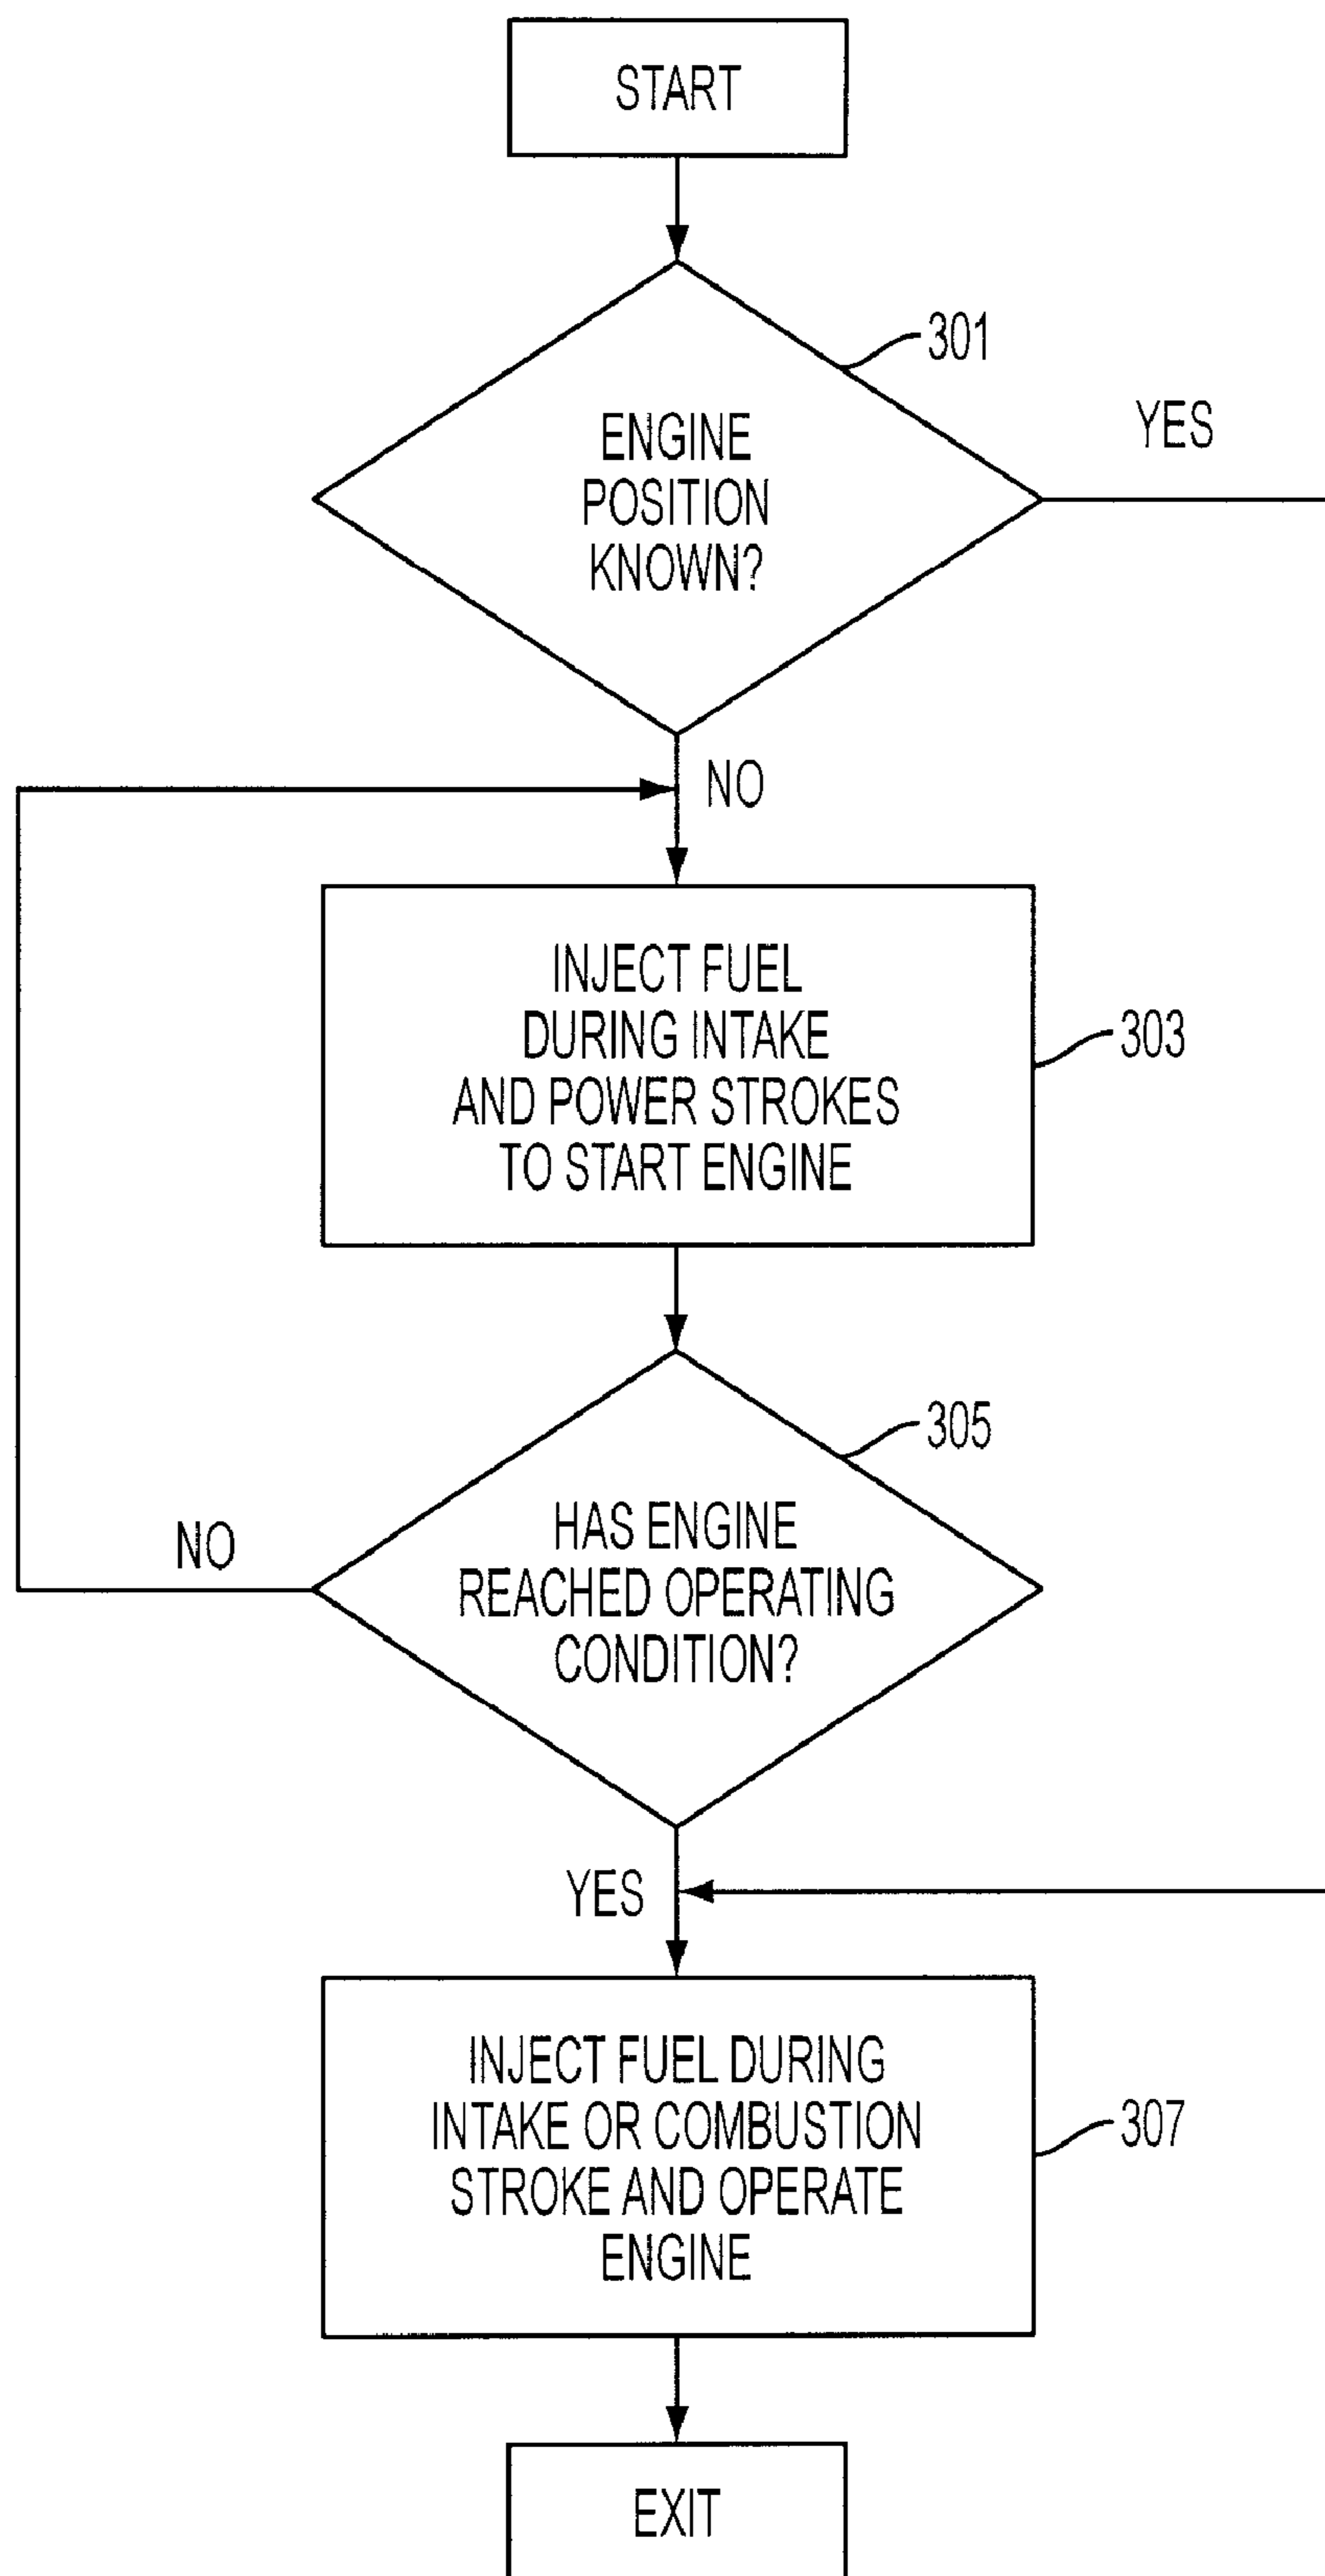 START
301
YES
ENGINE
POSITION
KNOWN?
NO
INJECT FUEL
DURING INTAKE
AND POWER STROKES
TO START ENGINE
303
305
NO
HAS ENGINE
REACHED OPERATING
CONDITION?
YES
INJECT FUEL DURING
INTAKE OR COMBUSTION
STROKE AND OPERATE
ENGINE
307
EXIT